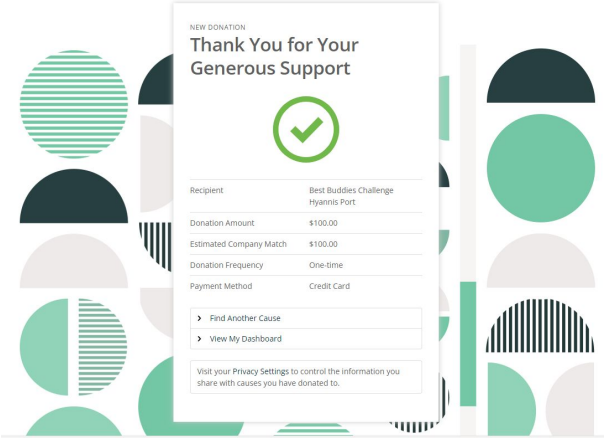 NEW DONATION
Thank You for Your
Generous Support
Recipient Best Buddies Challenge
Hyannis Port
Donation Amount $100.00
Estimated Company Match $100.00
Donation Frequency One-time
Payment Method Credit Card
Find Another Cause
View My Dashboard
Visit your Privacy Settings to control the information you
share with causes you have donated to.